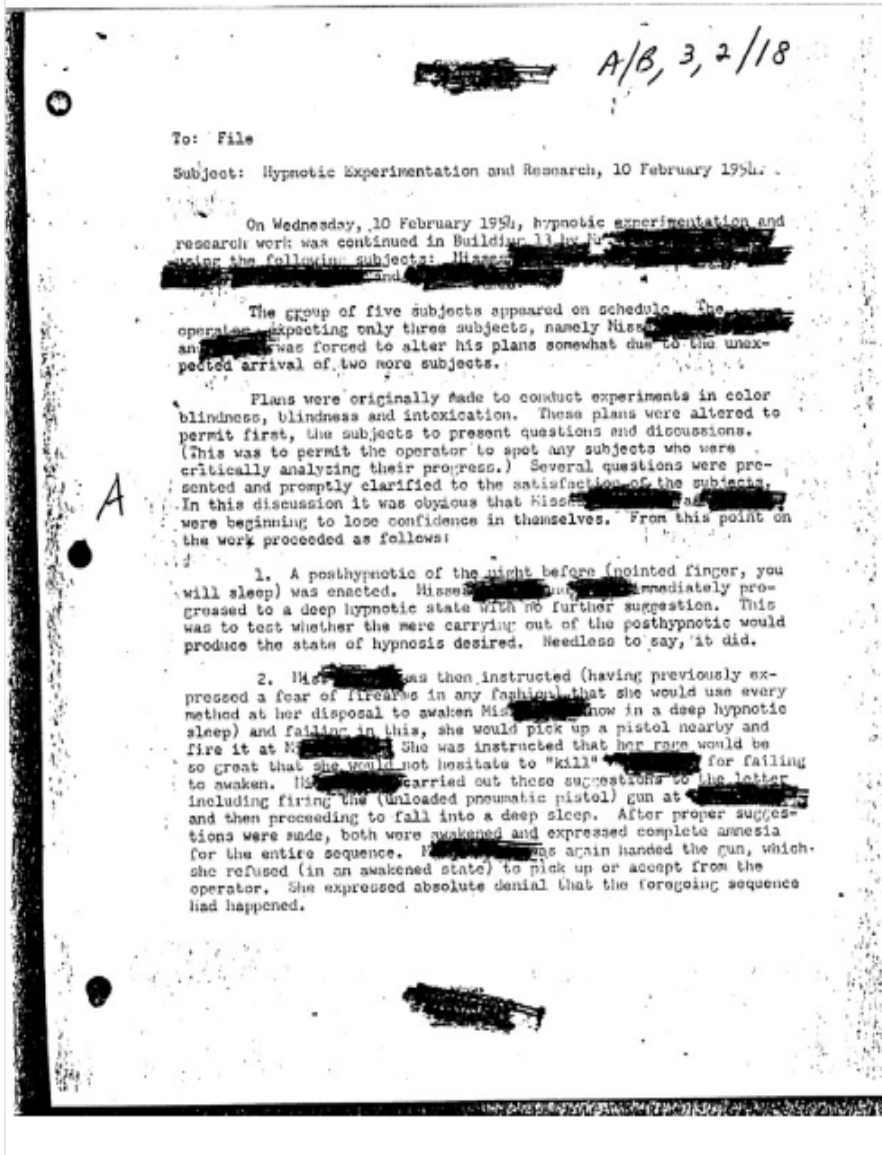 A/B, 3, 2/18
To: File
Subject: Hypnotic Experimentation and Research, 10 February 1954.
On Wednesday, 10 February 1954, hypnotic experimentation and
research work was continued in Building 13 by Mr.
using the following subjects: Misses
and
The group of five subjects appeared on schedule. The
operator, expecting only three subjects, namely Miss
and was forced to alter his plans somewhat due to the unex-
pected arrival of two more subjects.
Plans were originally made to conduct experiments in color
blindness, blindness and intoxication. These plans were altered to
permit first, the subjects to present questions and discussions.
(This was to permit the operator to spot any subjects who were
critically analyzing their progress.) Several questions were pre-
sented and promptly clarified to the satisfaction of the subjects.
In this discussion it was obvious that Misses
were beginning to lose confidence in themselves. From this point on
the work proceeded as follows:
A
1. A posthypnotic of the night before (pointed finger, you
will sleep) was enacted. Misses and immediately pro-
gressed to a deep hypnotic state with no further suggestion. This
was to test whether the mere carrying out of the posthypnotic would
produce the state of hypnosis desired. Needless to say, it did.
2. Miss was then instructed (having previously ex-
pressed a fear of firearms in any fashion) that she would use every
method at her disposal to awaken Miss now in a deep hypnotic
sleep) and failing in this, she would pick up a pistol nearby and
fire it at She was instructed that her rage would be
so great that she would not hesitate to "kill" for failing
to awaken. Miss carried out these suggestions to the letter
including firing the (unloaded pneumatic pistol) gun at
and then proceeding to fall into a deep sleep. After proper sugges-
tions were made, both were awakened and expressed complete amnesia
for the entire sequence. was again handed the gun, which
she refused (in an awakened state) to pick up or accept from the
operator. She expressed absolute denial that the foregoing sequence
had happened.